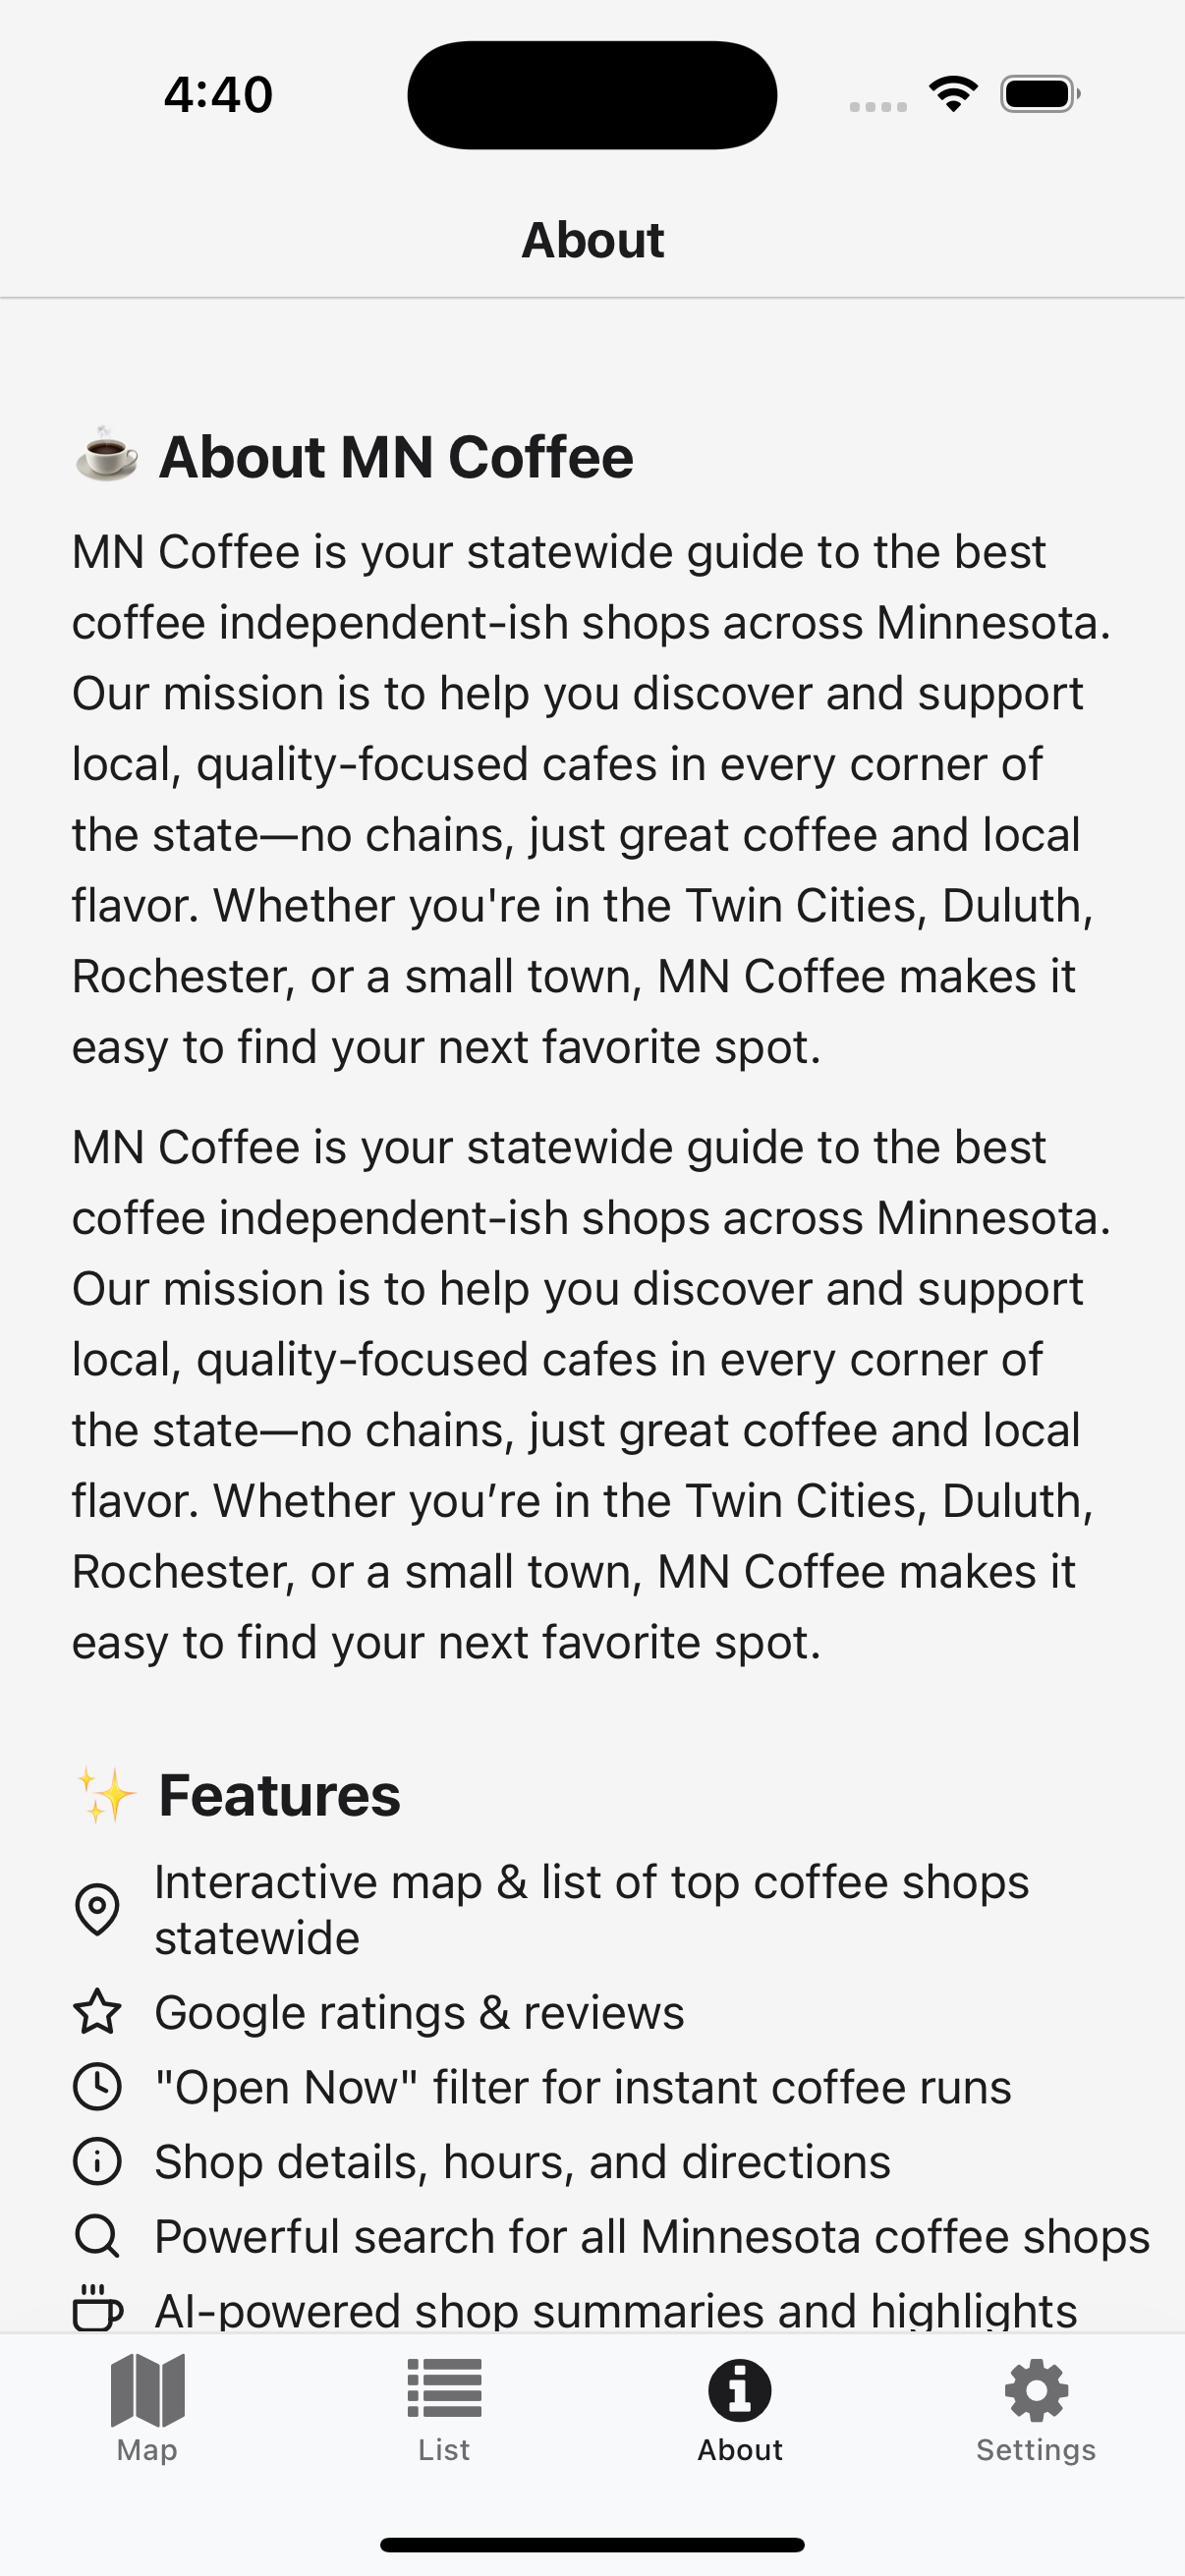 4:40
About
☕ About MN Coffee
MN Coffee is your statewide guide to the best
coffee independent-ish shops across Minnesota.
Our mission is to help you discover and support
local, quality-focused cafes in every corner of
the state—no chains, just great coffee and local
flavor. Whether you're in the Twin Cities, Duluth,
Rochester, or a small town, MN Coffee makes it
easy to find your next favorite spot.
MN Coffee is your statewide guide to the best
coffee independent-ish shops across Minnesota.
Our mission is to help you discover and support
local, quality-focused cafes in every corner of
the state—no chains, just great coffee and local
flavor. Whether you’re in the Twin Cities, Duluth,
Rochester, or a small town, MN Coffee makes it
easy to find your next favorite spot.
✨ Features
Interactive map & list of top coffee shops
statewide
Google ratings & reviews
"Open Now" filter for instant coffee runs
Shop details, hours, and directions
Powerful search for all Minnesota coffee shops
AI-powered shop summaries and highlights
Map
List
About
Settings